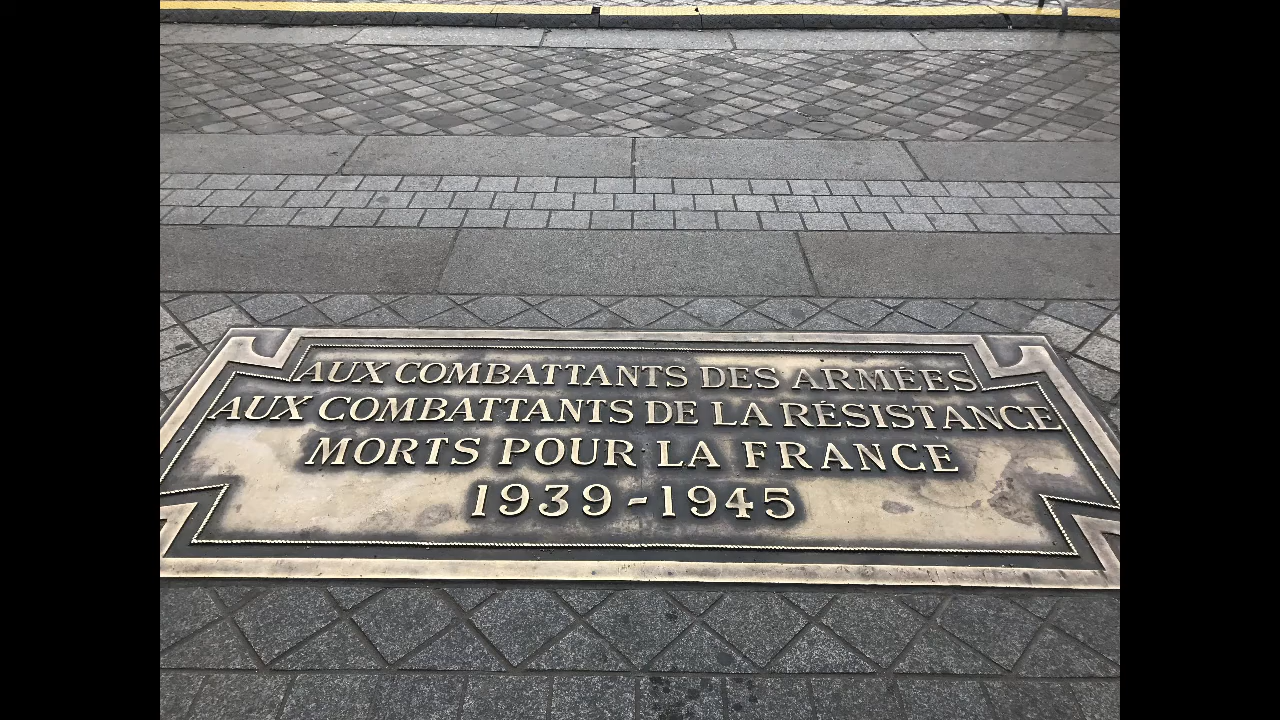 AUX COMBATTANTS DES ARMÉES
AUX COMBATTANTS DE LA RÉSISTANCE
MORTS POUR LA FRANCE
1939-1945